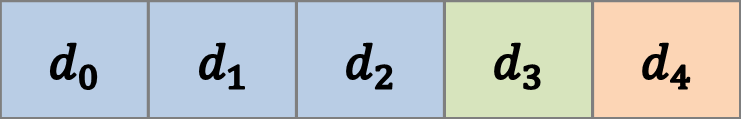 d₀ d₁ d₂ d₃ d₄